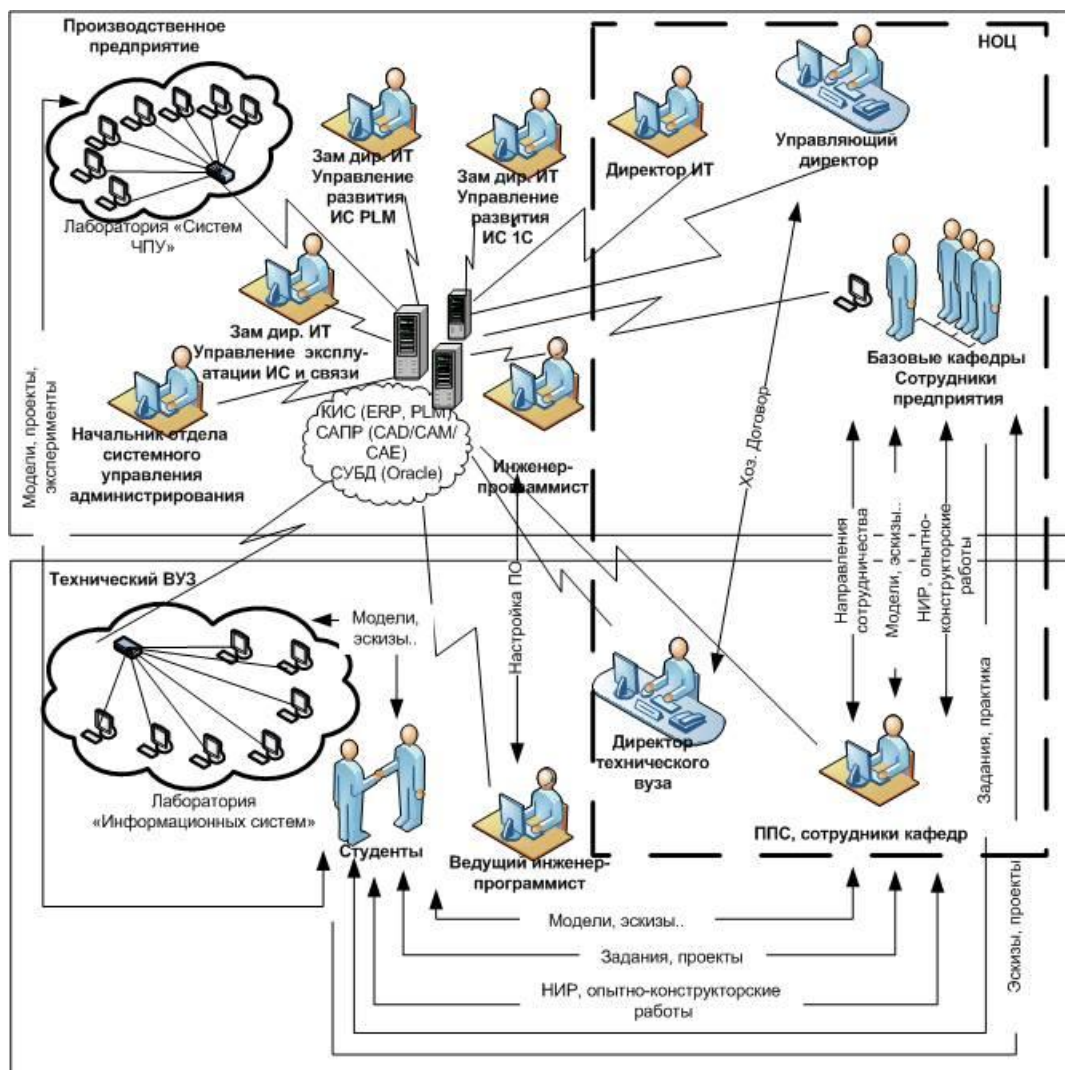 Производственное
предприятие
НОЦ
Лаборатория «Систем
ЧПУ»
Зам дир. ИТ
Управление
развития
ИС PLM
Зам дир. ИТ
Управление
развития
ИС 1С
Директор ИТ
Управляющий
директор
Зам дир. ИТ
Управление эксплу-
атации ИС и связи
Базовые кафедры
Сотрудники
предприятия
Начальник отдела
системного
управления
администрирования
КИС (ERP, PLM)
САПР (CAD/CAM/
CAE)
СУБД (Oracle)
Инженер-
программист
Модели, проекты,
эксперименты
Хоз. Договор
Направления
сотрудничества
Модели, эскизы..
НИР, опытно-
конструкторские
работы
Технический ВУЗ
Модели,
эскизы..
Настройка ПО
Лаборатория
«Информационных систем»
Студенты
Ведущий инженер-
программист
Директор
технического
вуза
ППС, сотрудники кафедр
Задания, практика
Эскизы, проекты
Модели, эскизы..
Задания, проекты
НИР, опытно-конструкторские
работы